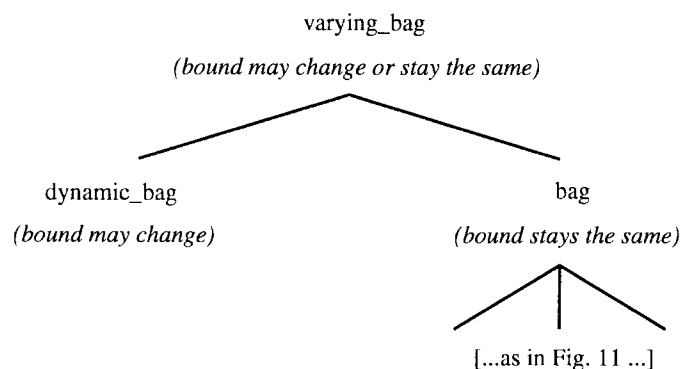 varying_bag
(bound may change or stay the same)
dynamic_bag
bag
(bound may change)
(bound stays the same)
[...as in Fig. 11 ...]